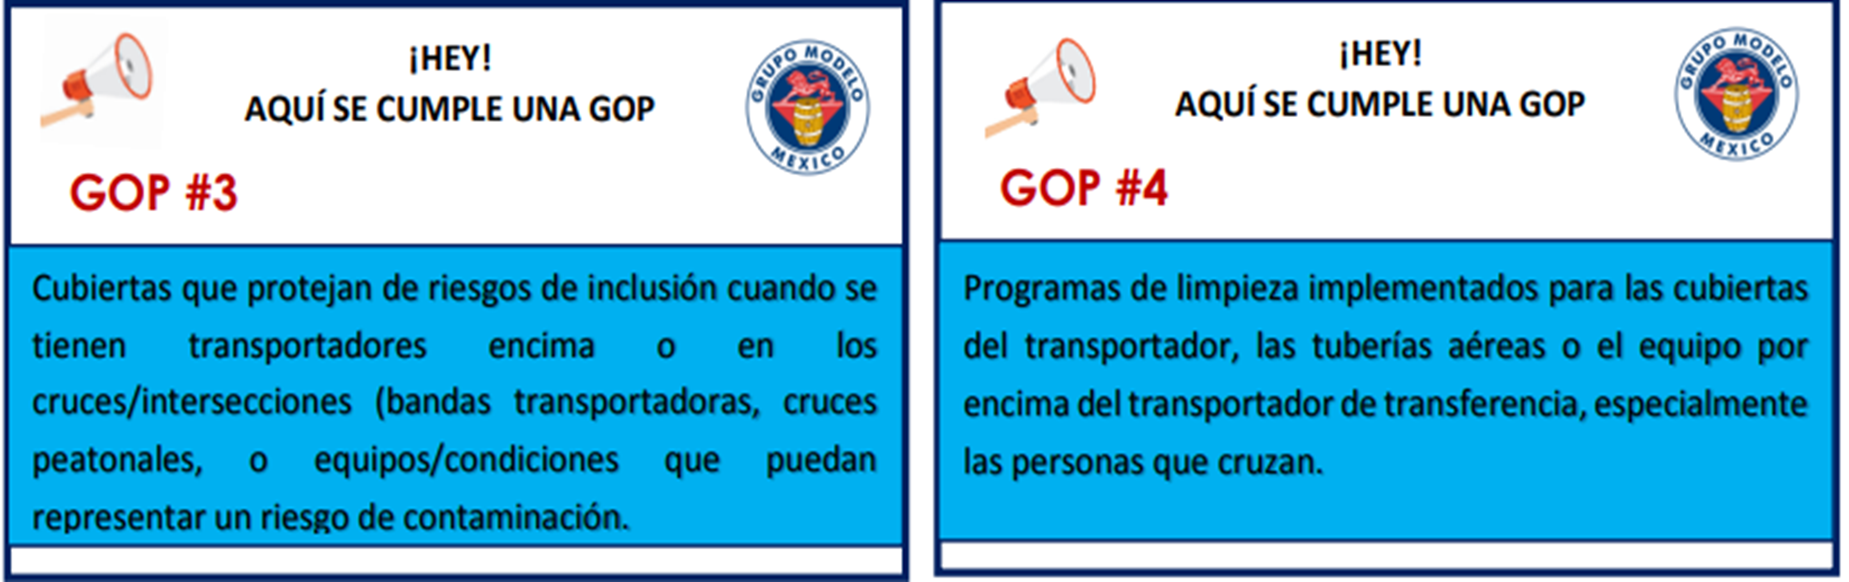 ¡HEY!
AQUÍ SE CUMPLE UNA GOP
GRUPO MODELO
MEXICO
GOP #3
Cubiertas que protejan de riesgos de inclusión cuando se
tienen transportadores encima o en los
cruces/intersecciones (bandas transportadoras, cruces
peatonales, o equipos/condiciones que puedan
representar un riesgo de contaminación.
¡HEY!
AQUÍ SE CUMPLE UNA GOP
GRUPO MODELO
MEXICO
GOP #4
Programas de limpieza implementados para las cubiertas
del transportador, las tuberías aéreas o el equipo por
encima del transportador de transferencia, especialmente
las personas que cruzan.